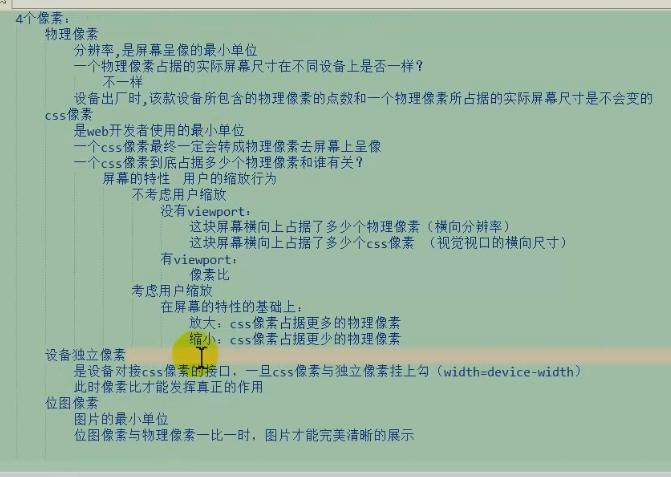 4个像素：
物理像素
分辨率,是屏幕呈像的最小单位
一个物理像素占据的实际屏幕尺寸在不同设备上是否一样？
不一样
设备出厂时,该款设备所包含的物理像素的点数和一个物理像素所占据的实际屏幕尺寸是不会变的
css像素
是web开发者使用的最小单位
一个css像素最终一定会转成物理像素去屏幕上呈像
一个css像素到底占据多少个物理像素和谁有关？
屏幕的特性 用户的缩放行为
不考虑用户缩放
没有viewport：
这块屏幕横向上占据了多少个物理像素（横向分辨率）
这块屏幕横向上占据了多少个css像素 （视觉视口的横向尺寸）
有viewport：
像素比
考虑用户缩放
在屏幕的特性的基础上：
放大：css像素占据更多的物理像素
缩小：css像素占据更少的物理像素
设备独立像素
是设备对接css像素的接口，一旦css像素与独立像素挂上勾（width=device-width）
此时像素比才能发挥真正的作用
位图像素
图片的最小单位
位图像素与物理像素一比一时，图片才能完美清晰的展示